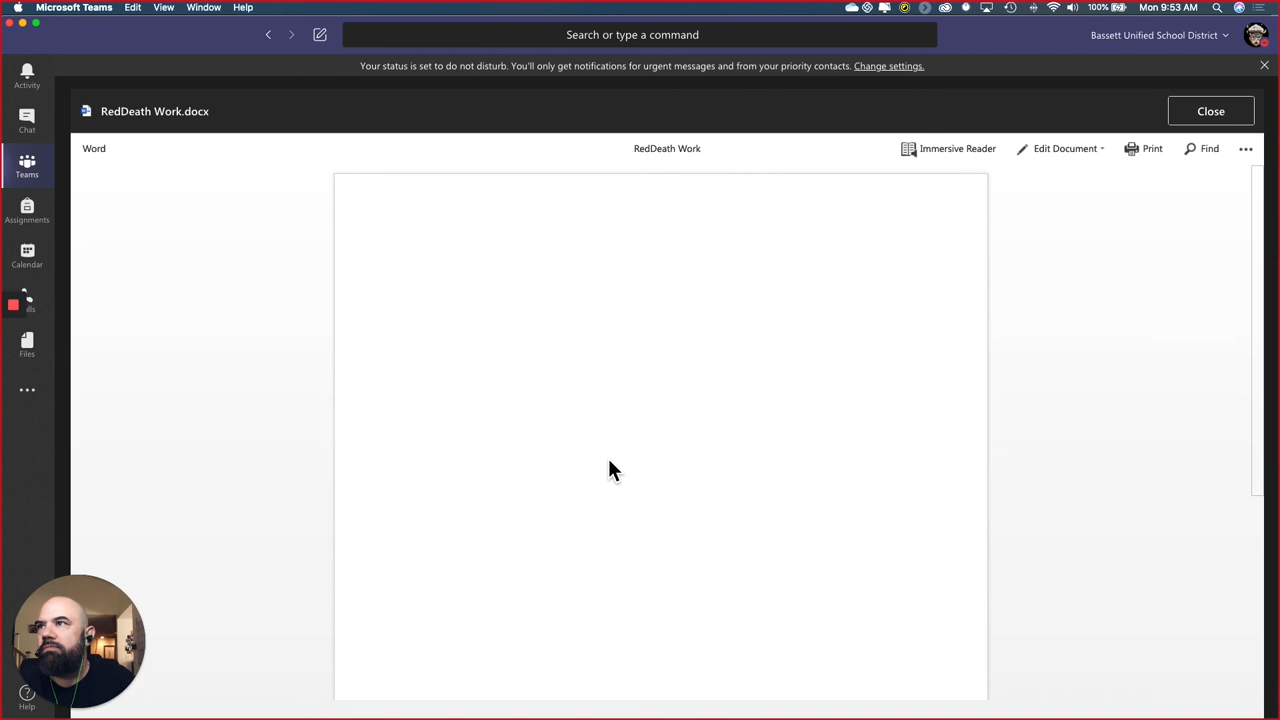 Microsoft Teams Edit View Window Help
100% Mon 9:53 AM
Search or type a command
Bassett Unified School District
Your status is set to do not disturb. You'll only get notifications for urgent messages and from your priority contacts. Change settings.
Activity
Chat
Teams
Assignments
Calendar
Files
Help
RedDeath Work.docx
Close
Word
RedDeath Work
Immersive Reader
Edit Document
Print
Find